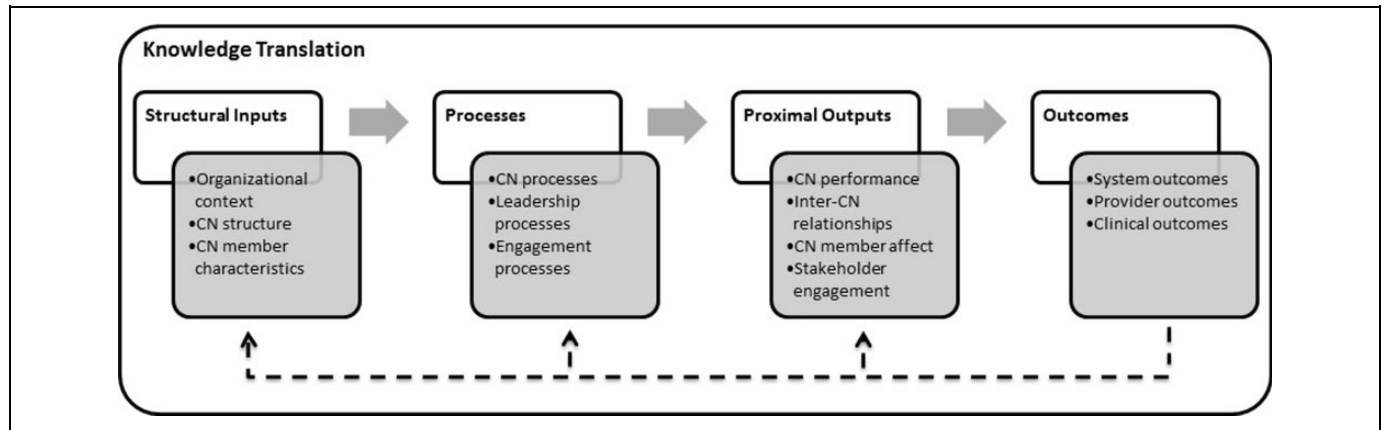 Knowledge Translation
Structural Inputs
•Organizational
context
•CN structure
•CN member
characteristics
Processes
•CN processes
•Leadership
processes
•Engagement
processes
Proximal Outputs
•CN performance
•Inter-CN
relationships
•CN member affect
•Stakeholder
engagement
Outcomes
•System outcomes
•Provider outcomes
•Clinical outcomes